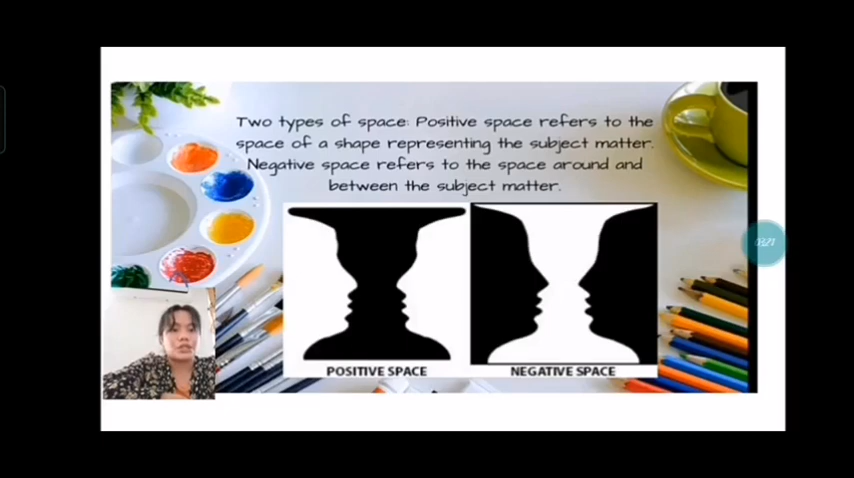 Two types of space: Positive space refers to the
space of a shape representing the subject matter.
Negative space refers to the space around and
between the subject matter.
POSITIVE SPACE
NEGATIVE SPACE